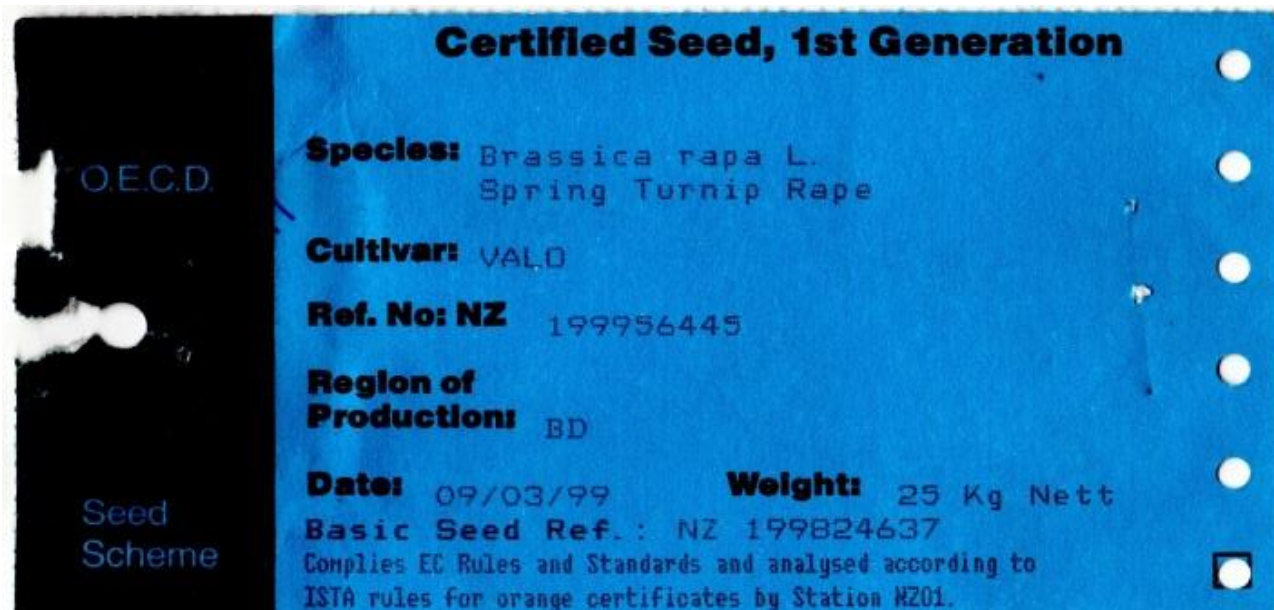 Certified Seed, 1st Generation
O.E.C.D.
Seed
Scheme
Species: Brassica rapa L.
Spring Turnip Rape
Cultivar: VALO
Ref. No: NZ 199956445
Region of
Production: BD
Date: 09/03/99 Weight: 25 Kg Nett
Basic Seed Ref.: NZ 199824637
Complies EC Rules and Standards and analysed according to
ISTA rules for orange certificates by Station NZ01.